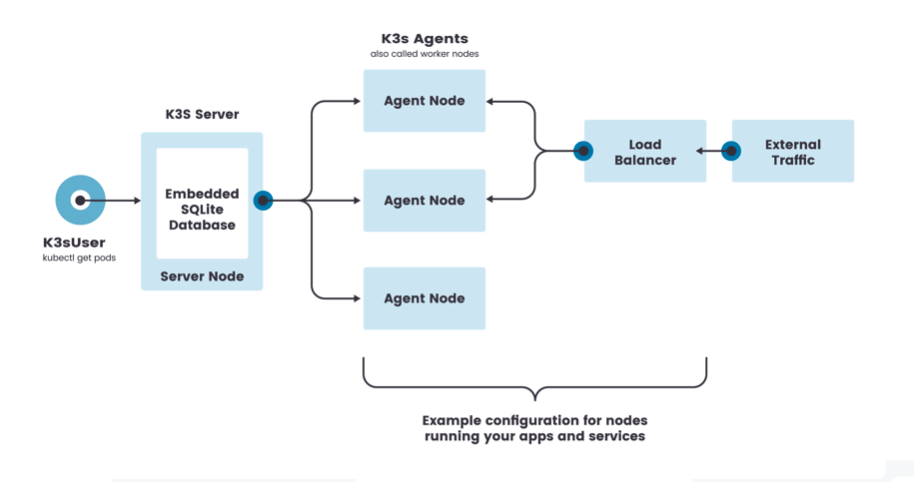 K3s Agents
also called worker nodes
Agent Node
K3S Server
Embedded
SQLite
Database
Server Node
K3sUser
kubectl get pods
Agent Node
Agent Node
Load
Balancer
External
Traffic
Example configuration for nodes
running your apps and services